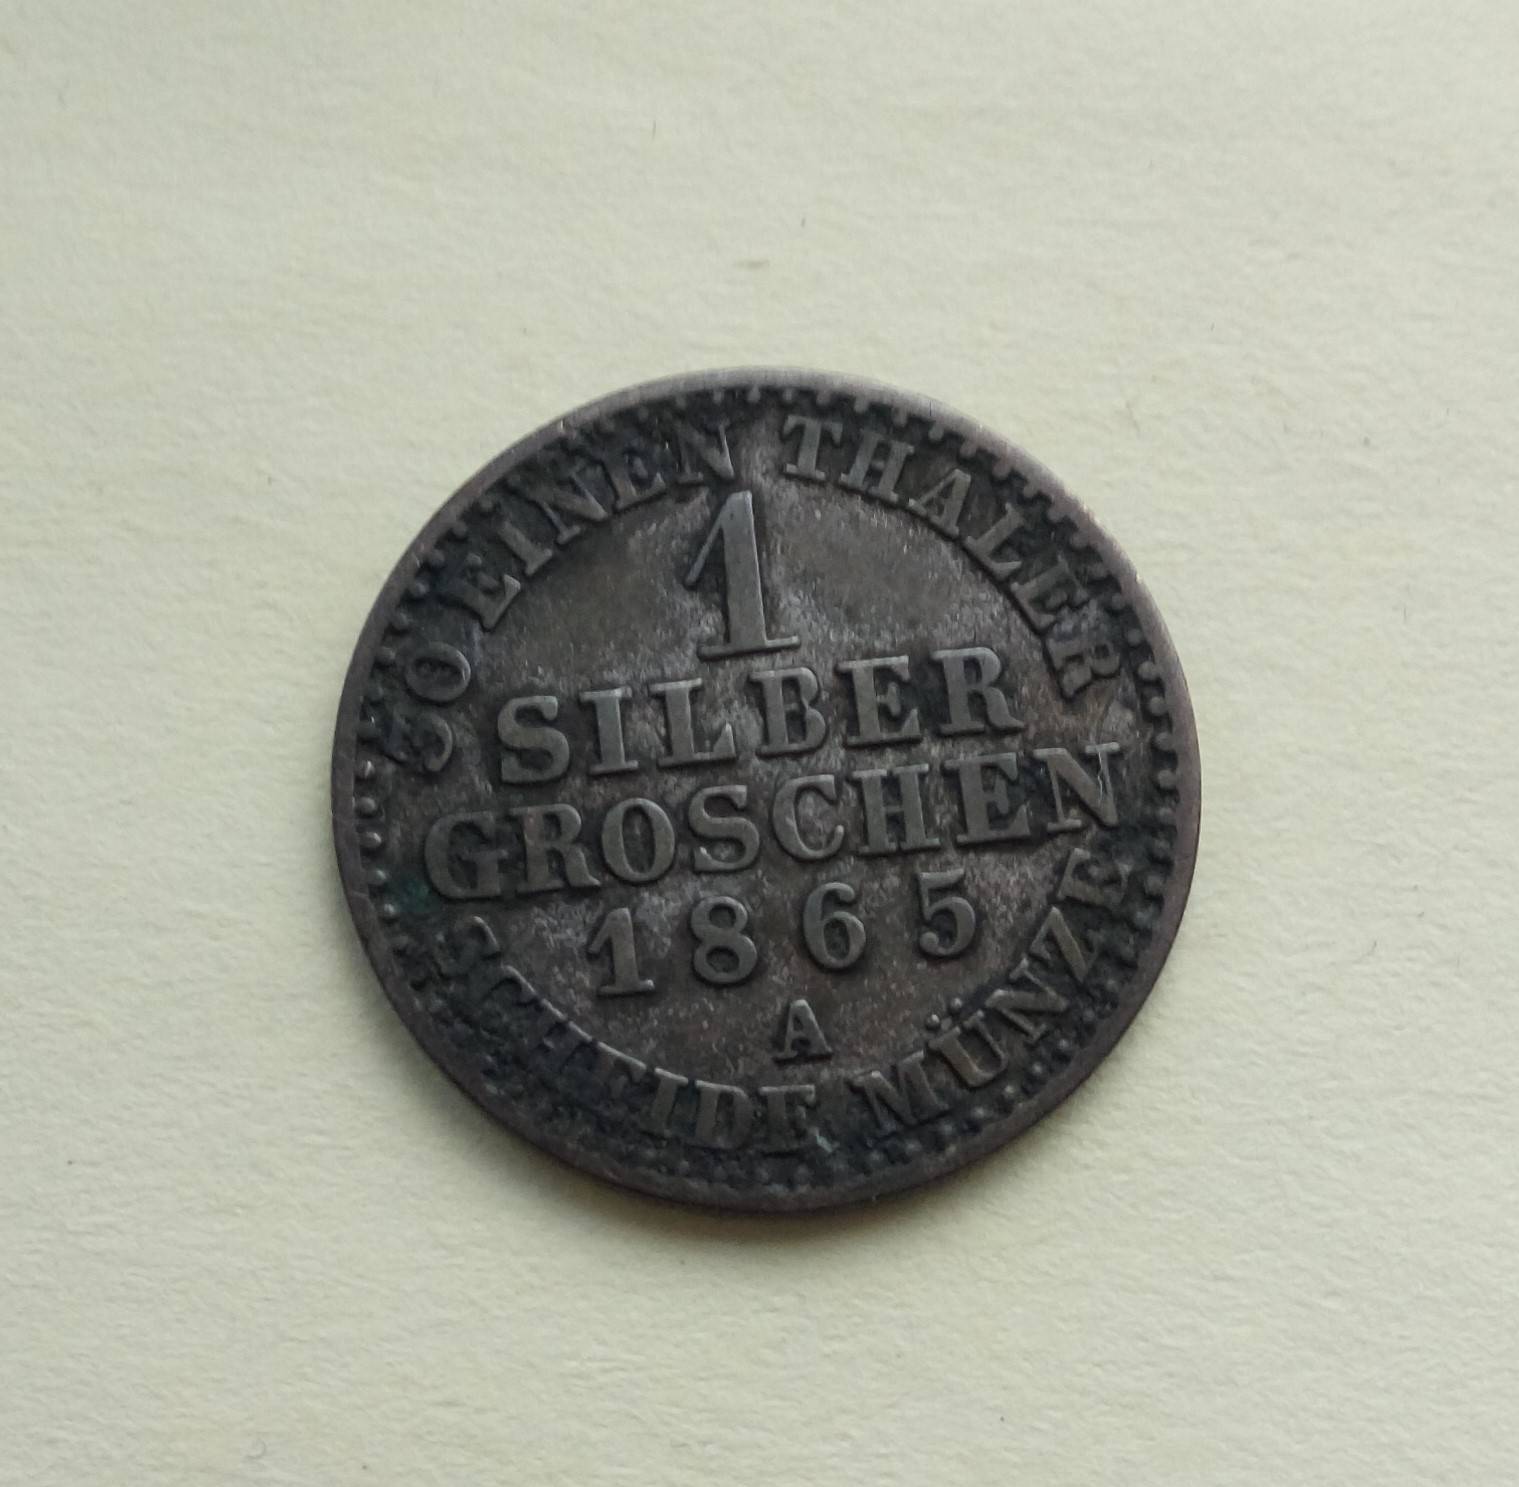 30 EINEN THALER
1
SILBER
GROSCHEN
1865
A
SCHEIDE MÜNZE